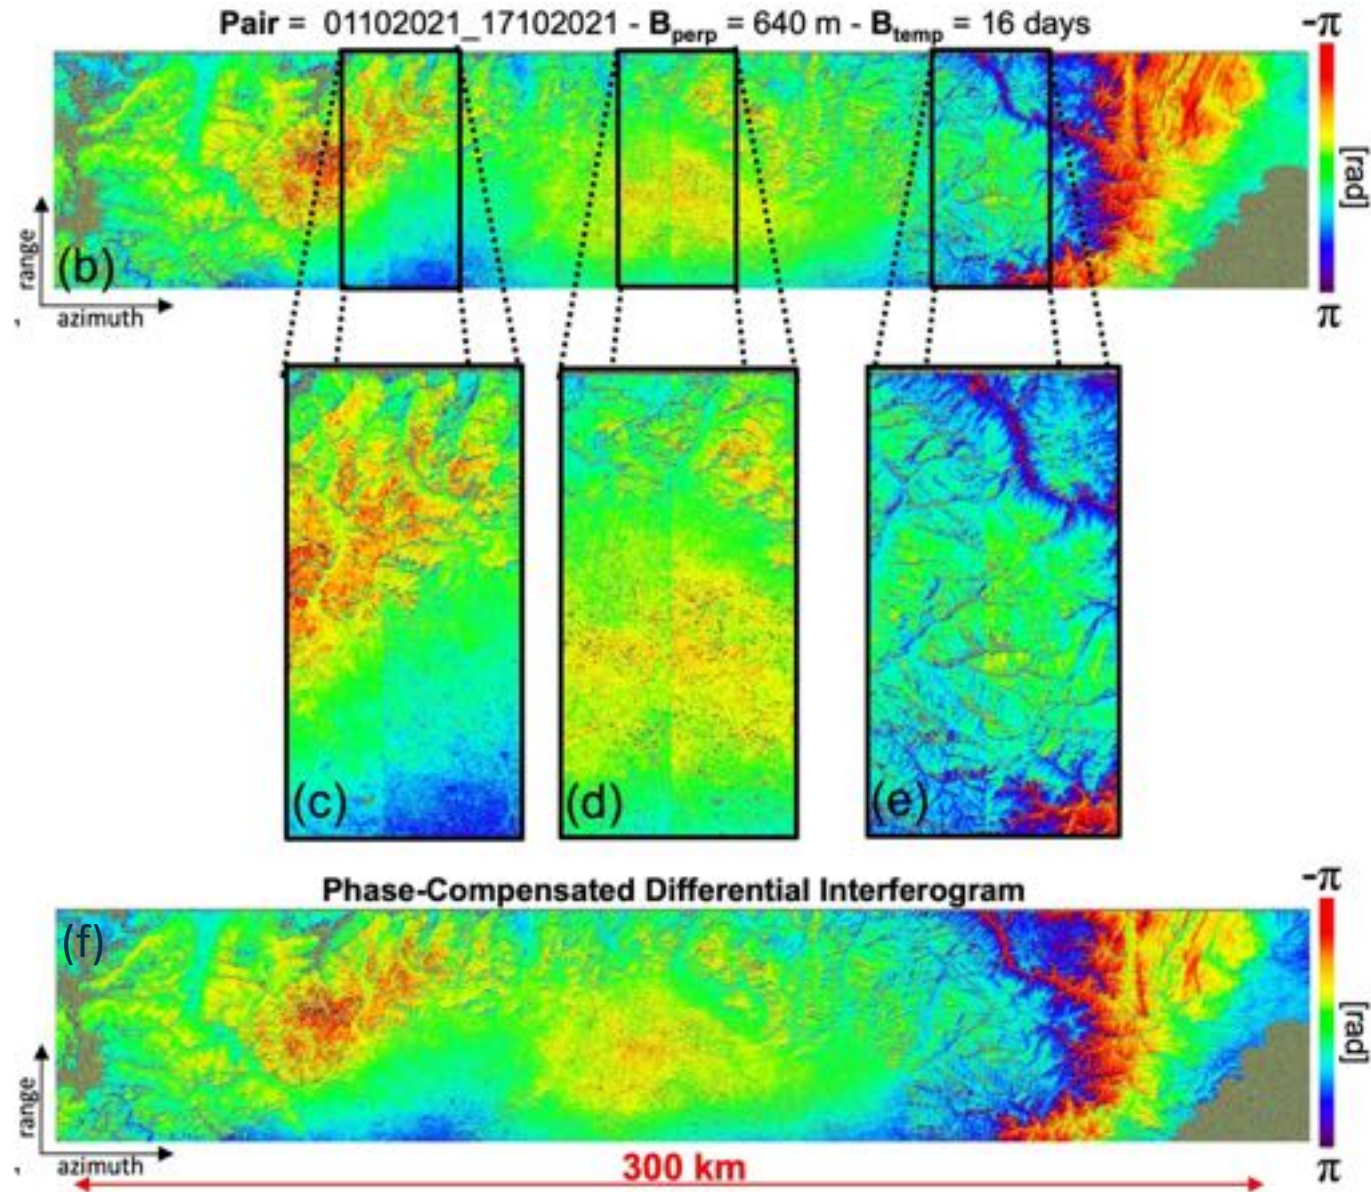 Pair = 01102021_17102021 - Bperp = 640 m - Btemp = 16 days
-π
[rad]
π
range
(b)
azimuth
(c)
(d)
(e)
Phase-Compensated Differential Interferogram
-π
(f)
[rad]
range
azimuth
π
300 km